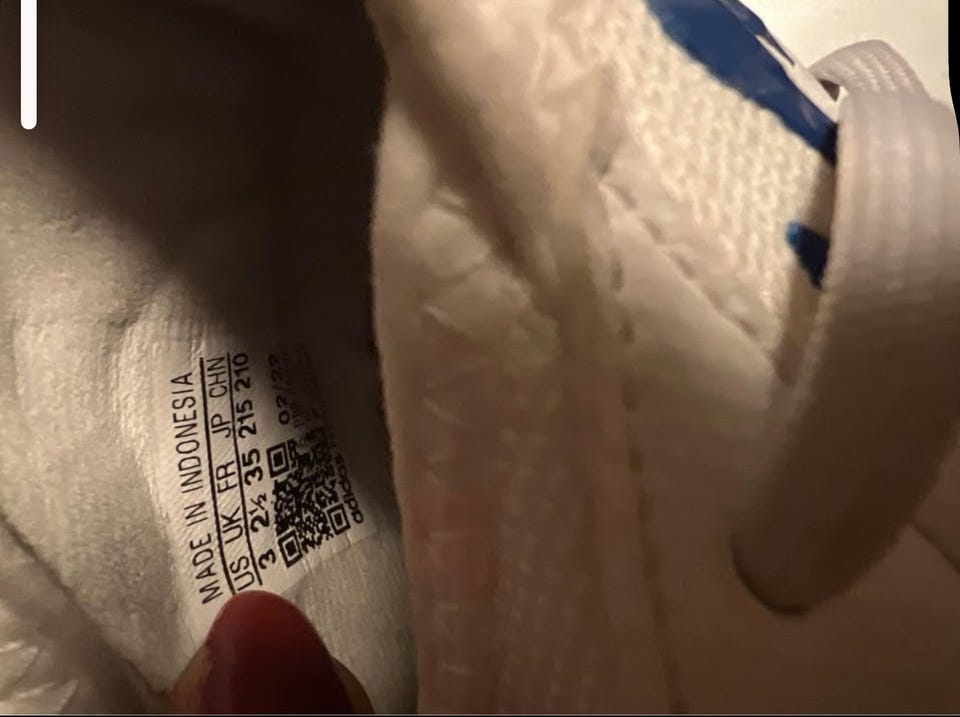 MADE IN INDONESIA
US UK FR JP CHN
3 2½ 35 215 210
02/22
adidas